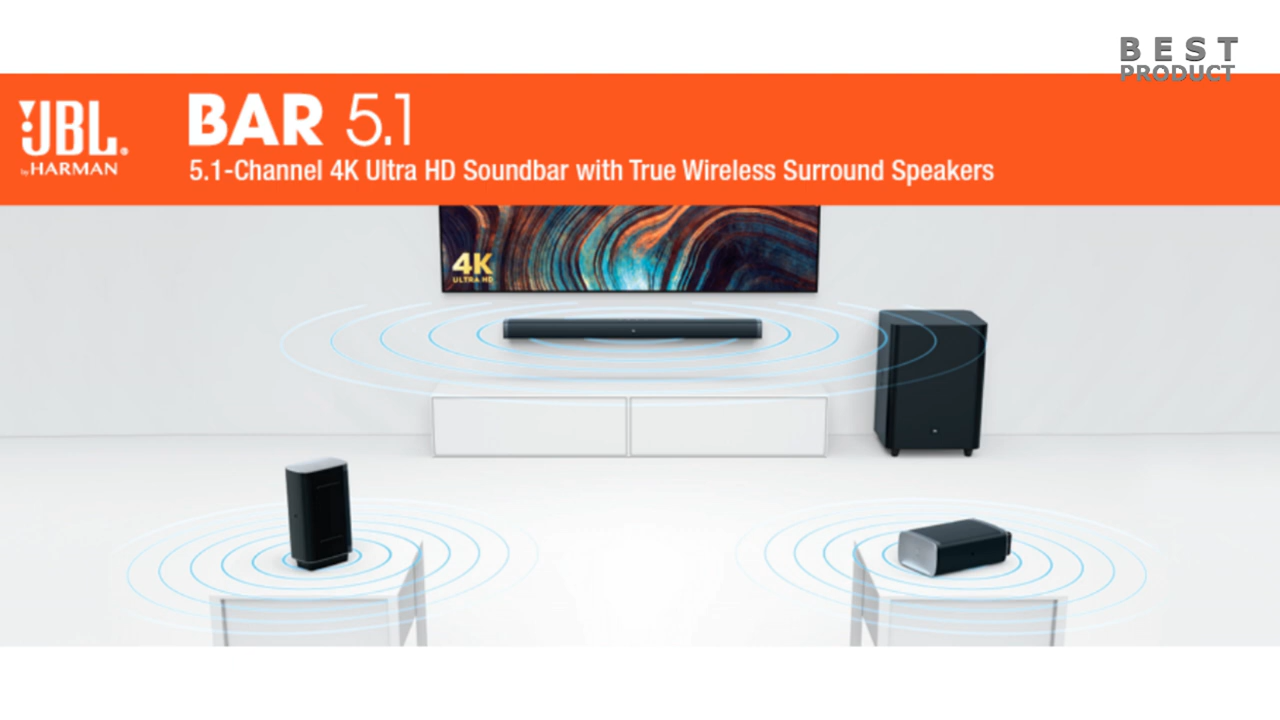 BEST
PRODUCT
JBL®
by HARMAN
BAR 5.1
5.1-Channel 4K Ultra HD Soundbar with True Wireless Surround Speakers
4K
ULTRA HD